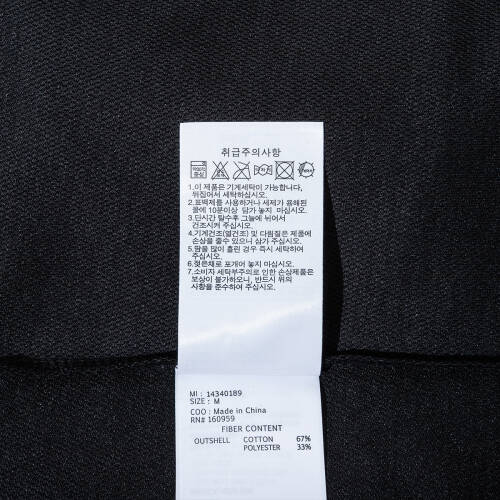 취급주의사항
1.이 제품은 기계세탁이 가능합니다,
뒤집어서 세탁하십시오.
2.표백제를 사용하거나 세제가 용해된
물에 10분이상 담가 놓지 마십시오.
3.단시간 탈수후 그늘에 뉘어서
건조시켜 주십시오.
4.기계건조(열건조) 및 다림질은 제품에
손상을 줄수 있으니 삼가 주십시오.
5.땀을 많이 흘린 경우 즉시 세탁하여
주십시오.
6.젖은채로 포개어 놓지 마십시오.
7.소비자 세탁부주의로 인한 손상제품은
보상이 불가하오니, 반드시 위의
사항을 준수하여 주십시오.
MI : 14340189
SIZE : M
COO : Made in China
RN# 160959
FIBER CONTENT
OUTSHELL COTTON 67%
POLYESTER 33%